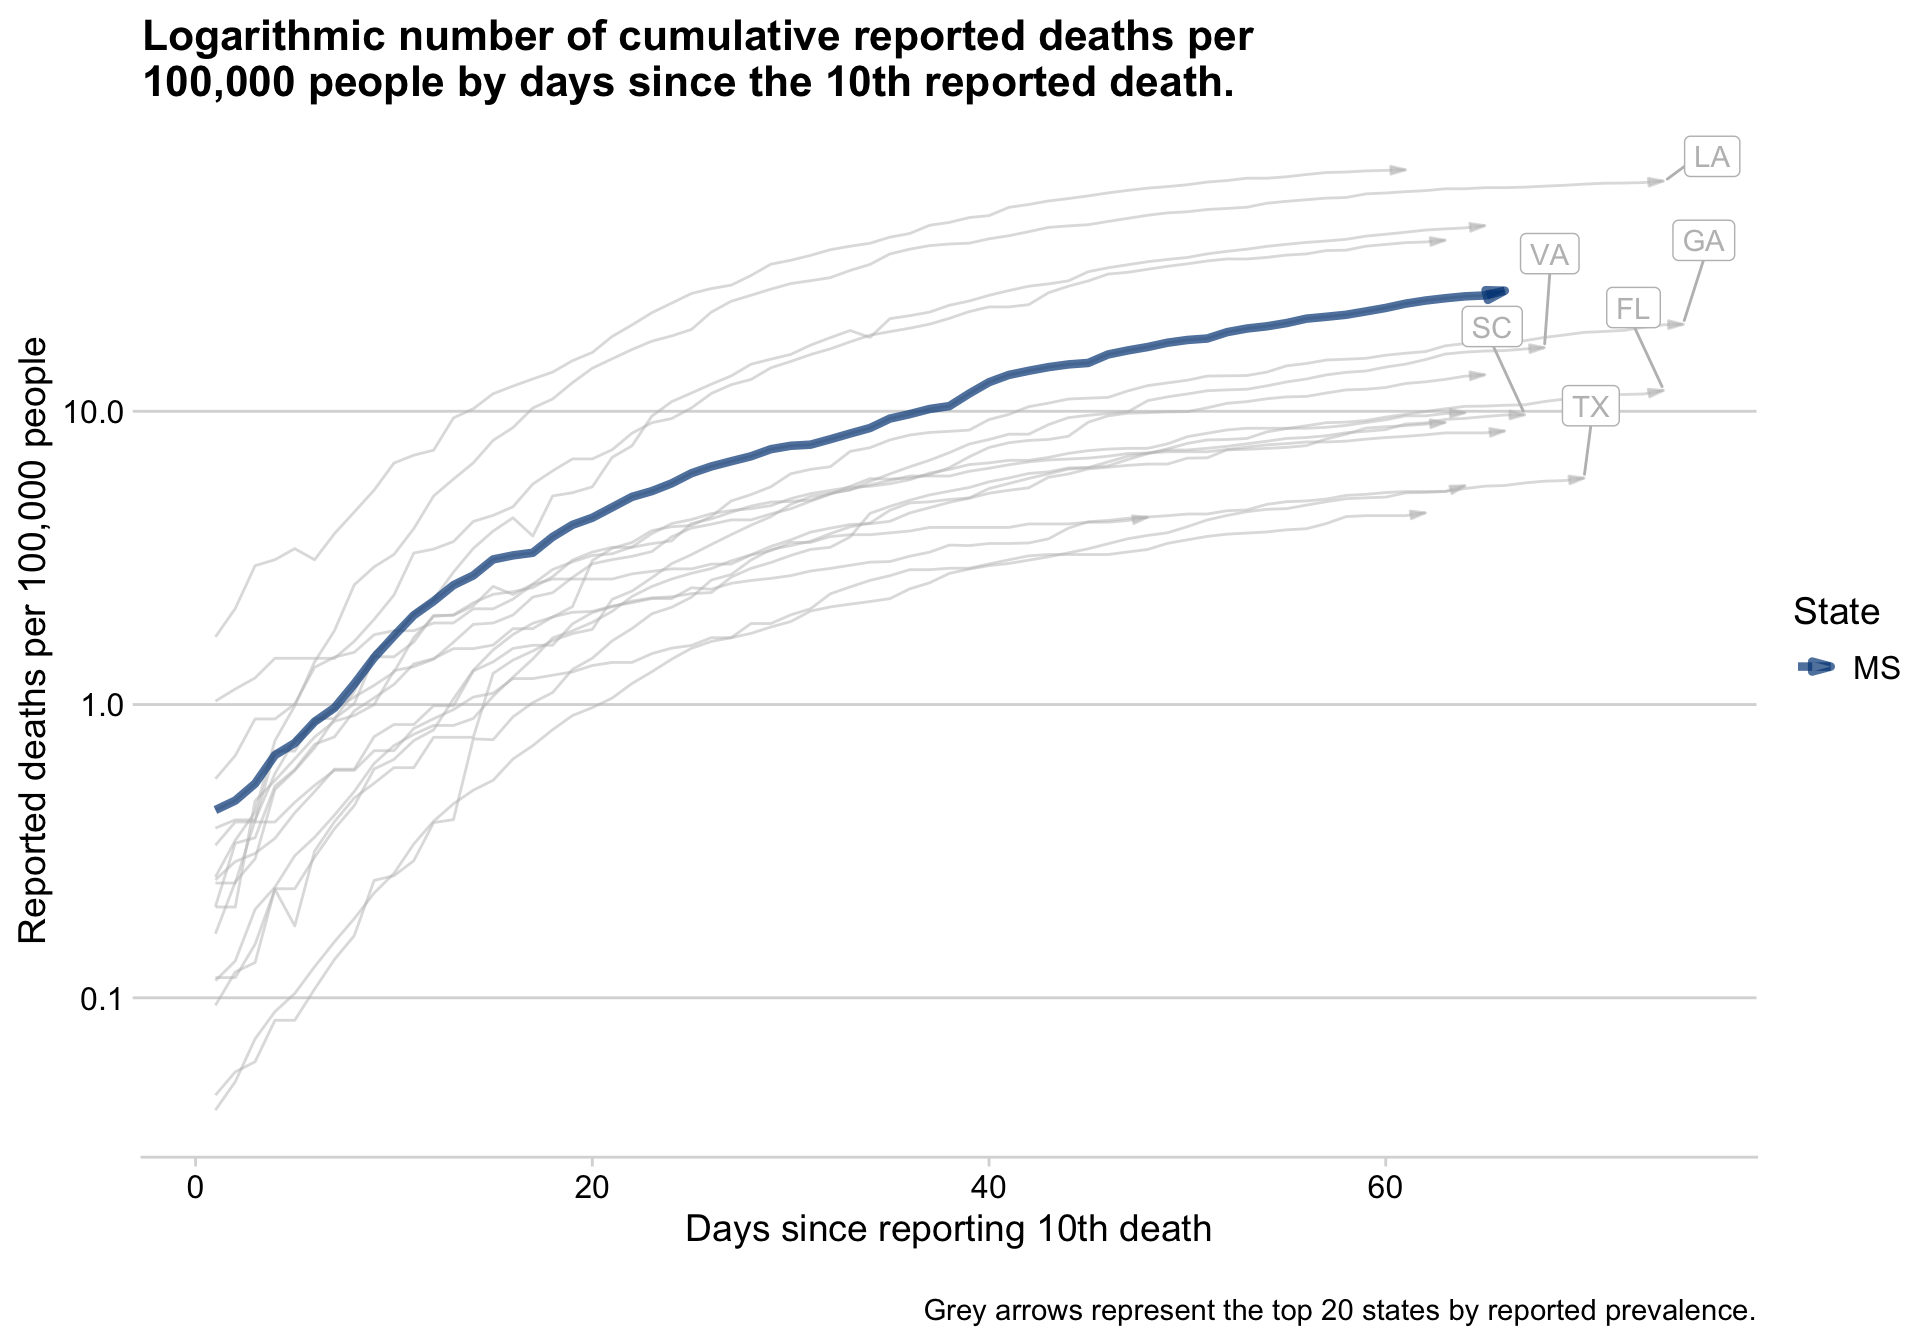 Logarithmic number of cumulative reported deaths per
100,000 people by days since the 10th reported death.
LA
GA
VA
FL
SC
TX
10.0
1.0
0.1
Reported deaths per 100,000 people
State
MS
0
20
40
60
Days since reporting 10th death
Grey arrows represent the top 20 states by reported prevalence.